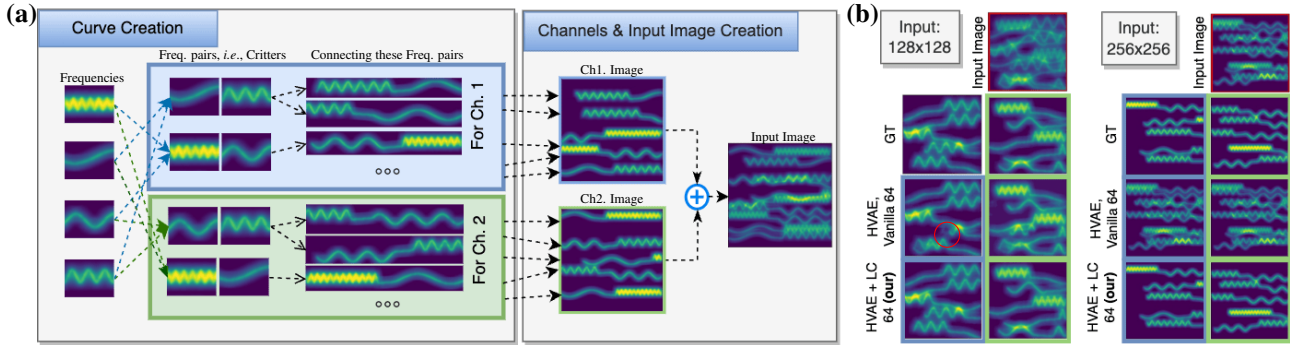 (a)
Curve Creation
Freq. pairs, i.e., Critters
Connecting these Freq. pairs
Frequencies
For Ch. 1
For Ch. 2
Channels & Input Image Creation
Ch1. Image
Input Image
Ch2. Image
(b)
Input:
128x128
Input Image
GT
HVAE,
Vanilla 64
HVAE + LC
64 (our)
Input:
256x256
Input Image
GT
HVAE,
Vanilla 64
HVAE + LC
64 (our)